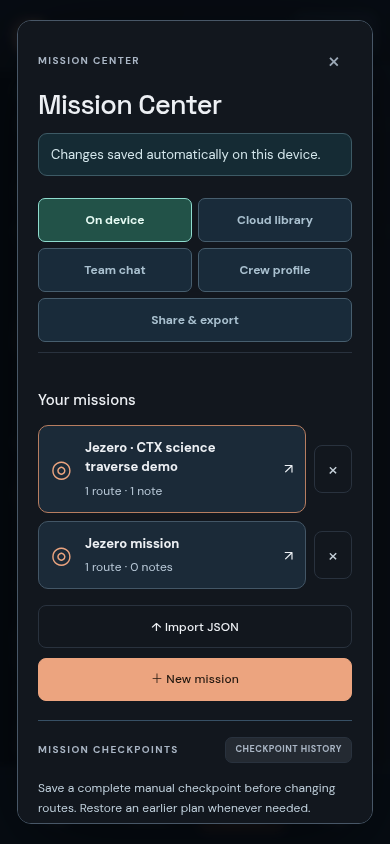 MISSION CENTER
×
Mission Center
Changes saved automatically on this device.
On device
Cloud library
Team chat
Crew profile
Share & export
Your missions
Jezero · CTX science
traverse demo
1 route · 1 note
↗
×
Jezero mission
1 route · 0 notes
↗
×
↑ Import JSON
+ New mission
MISSION CHECKPOINTS
CHECKPOINT HISTORY
Save a complete manual checkpoint before changing
routes. Restore an earlier plan whenever needed.